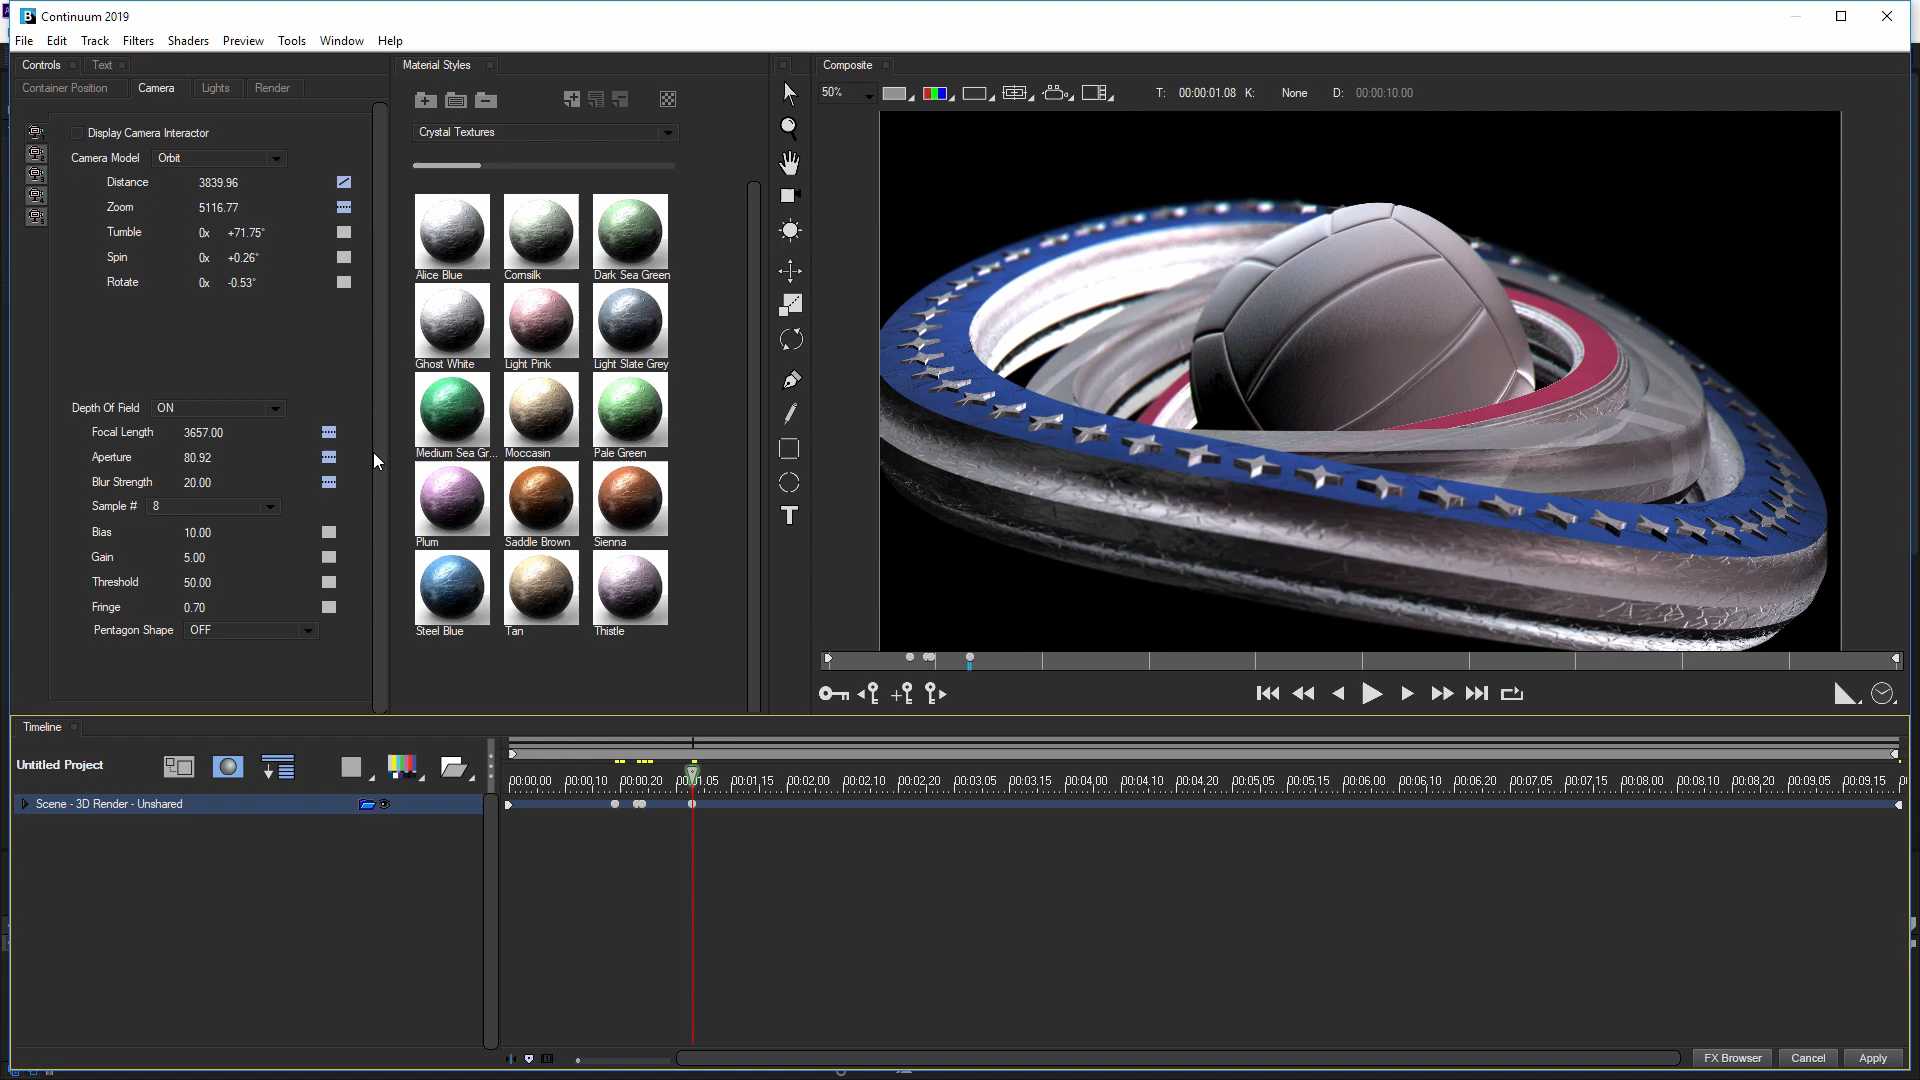 Continuum 2019
File Edit Track Filters Shaders Preview Tools Window Help
Controls Text
Container Position Camera Lights Render
Display Camera Interactor
Camera Model Orbit
Distance 3839.96
Zoom 5116.77
Tumble 0x +71.75°
Spin 0x +0.26°
Rotate 0x -0.53°
Depth Of Field ON
Focal Length 3657.00
Aperture 80.92
Blur Strength 20.00
Sample # 8
Bias 10.00
Gain 5.00
Threshold 50.00
Fringe 0.70
Pentagon Shape OFF
Material Styles
Crystal Textures
Alice Blue Cornsilk Dark Sea Green
Ghost White Light Pink Light Slate Grey
Medium Sea Gr... Moccasin Pale Green
Plum Saddle Brown Sienna
Steel Blue Tan Thistle
Composite
50% T: 00:00:01.08 K: None D: 00:00:10.00
Timeline
Untitled Project
00:00.00 00:00.10 00:00.20 00:01.05 00:01.15 00:02.00 00:02.10 00:02.20 00:03.05 00:03.15 00:04.00 00:04.10 00:04.20 00:05.05 00:05.15 00:06.00 00:06.10 00:06.20 00:07.05 00:07.15 00:08.00 00:08.10 00:08.20 00:09.05 00:09.15
Scene - 3D Render - Unshared
FX Browser Cancel Apply